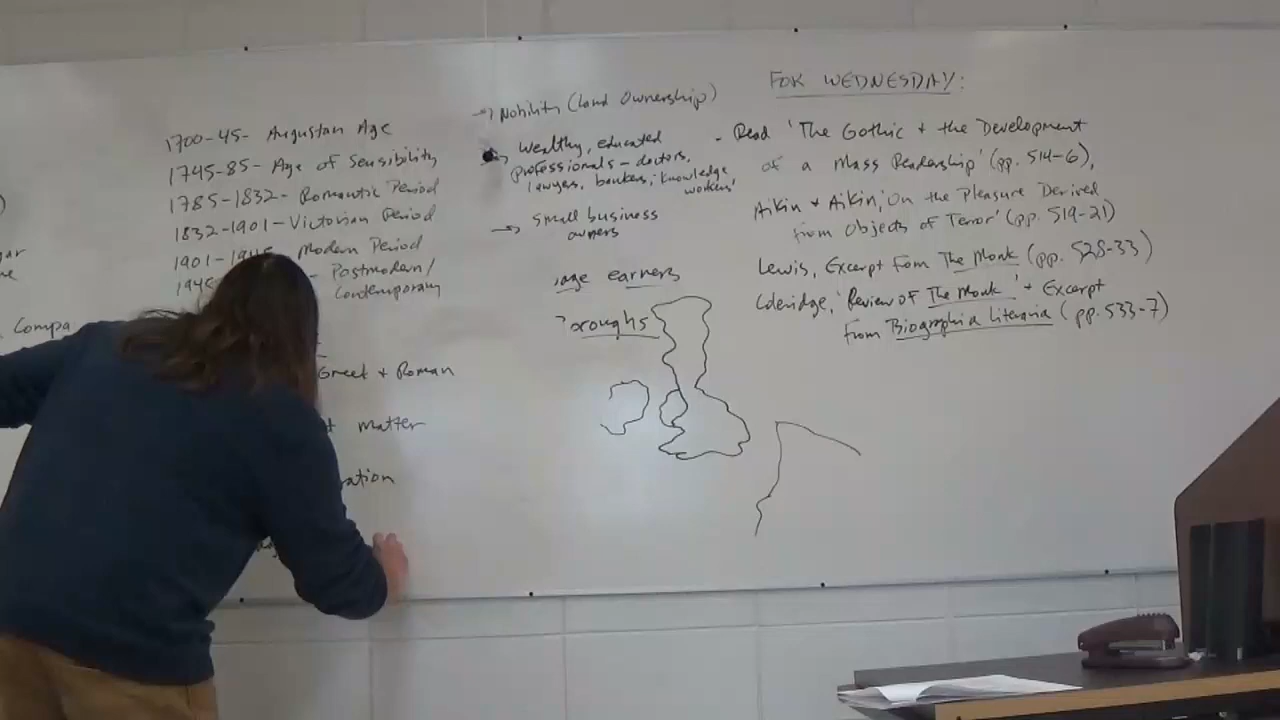 1700-45- Augustan Age
1745-85- Age of Sensibility
1785-1832- Romantic Period
1832-1901-Victorian Period
1901-1945- Modern Period
Postmodern/
Contemporary
Compa
Greek + Roman
matter
→ Nobility (Land Ownership)
→ Wealthy, educated
professionals - doctors,
lawyers, bankers, 'knowledge
workers'
→ Small business
owners
age earners
oroughs
FOR WEDNESDAY:
- Read 'The Gothic + the Development
of a Mass Readership' (pp. 514-6),
Aikin + Aikin, 'On the Pleasure Derived
from Objects of Terror' (pp. 519-21)
Lewis, Excerpt from The Monk (pp. 528-33)
Coleridge, 'Review of The Monk' + Excerpt
from Biographia Literaria (pp. 533-7)